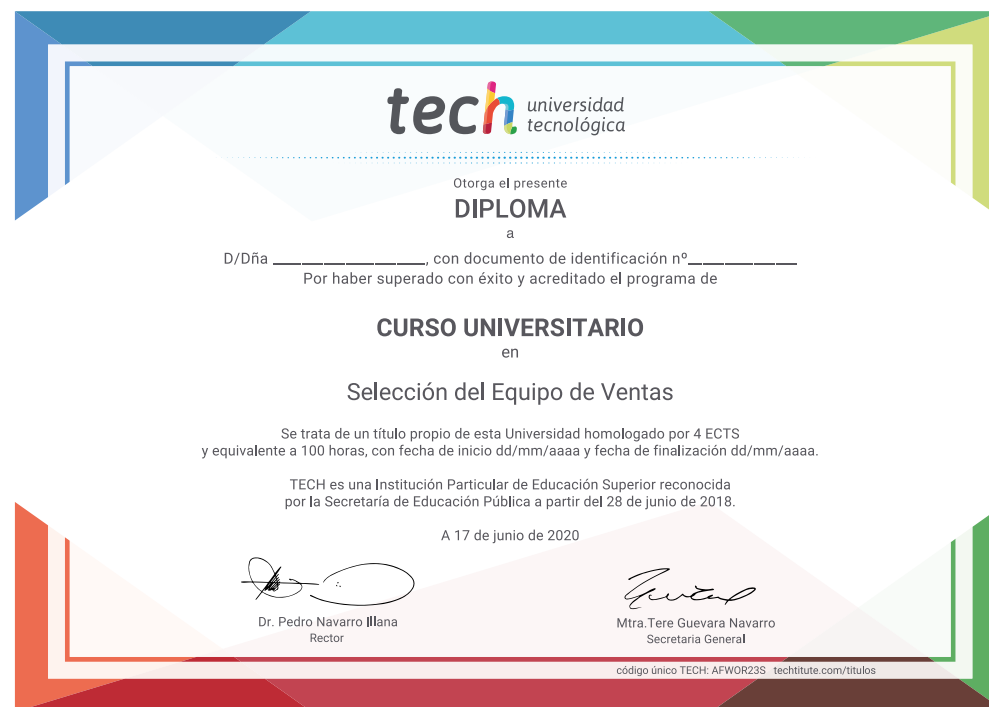 tech universidad
tecnológica
Otorga el presente
DIPLOMA
a
D/Dña ___________________, con documento de identificación nº_____________
Por haber superado con éxito y acreditado el programa de
CURSO UNIVERSITARIO
en
Selección del Equipo de Ventas
Se trata de un título propio de esta Universidad homologado por 4 ECTS
y equivalente a 100 horas, con fecha de inicio dd/mm/aaaa y fecha de finalización dd/mm/aaaa.
TECH es una Institución Particular de Educación Superior reconocida
por la Secretaría de Educación Pública a partir del 28 de junio de 2018.
A 17 de junio de 2020
Dr. Pedro Navarro Illana
Rector
Mtra.Tere Guevara Navarro
Secretaria General
código único TECH: AFWOR23S techtitute.com/titulos